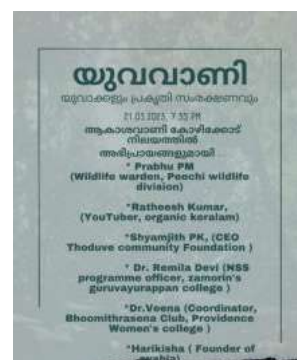 യുവവാണി
യുവാക്കളും പ്രകൃതി സംരക്ഷണവും
21.03.2023, 7.35 PM
ആകാശവാണി കോഴിക്കോട്
നിലയത്തിൽ
അഭിപ്രായങ്ങളുമായി
* Prabhu PM
(Wildlife warden, Peechi wildlife
division)
*Ratheesh Kumar,
(YouTuber, organic keralam)
*Shyamjith PK, (CEO
Thoduve community Foundation )
* Dr. Remila Devi (NSS
programme officer, zamorin's
guruvayurappan college )
*Dr.Veena (Coordinator,
Bhoomithrasena Club, Providence
Women's college )
*Harikisha ( Founder of